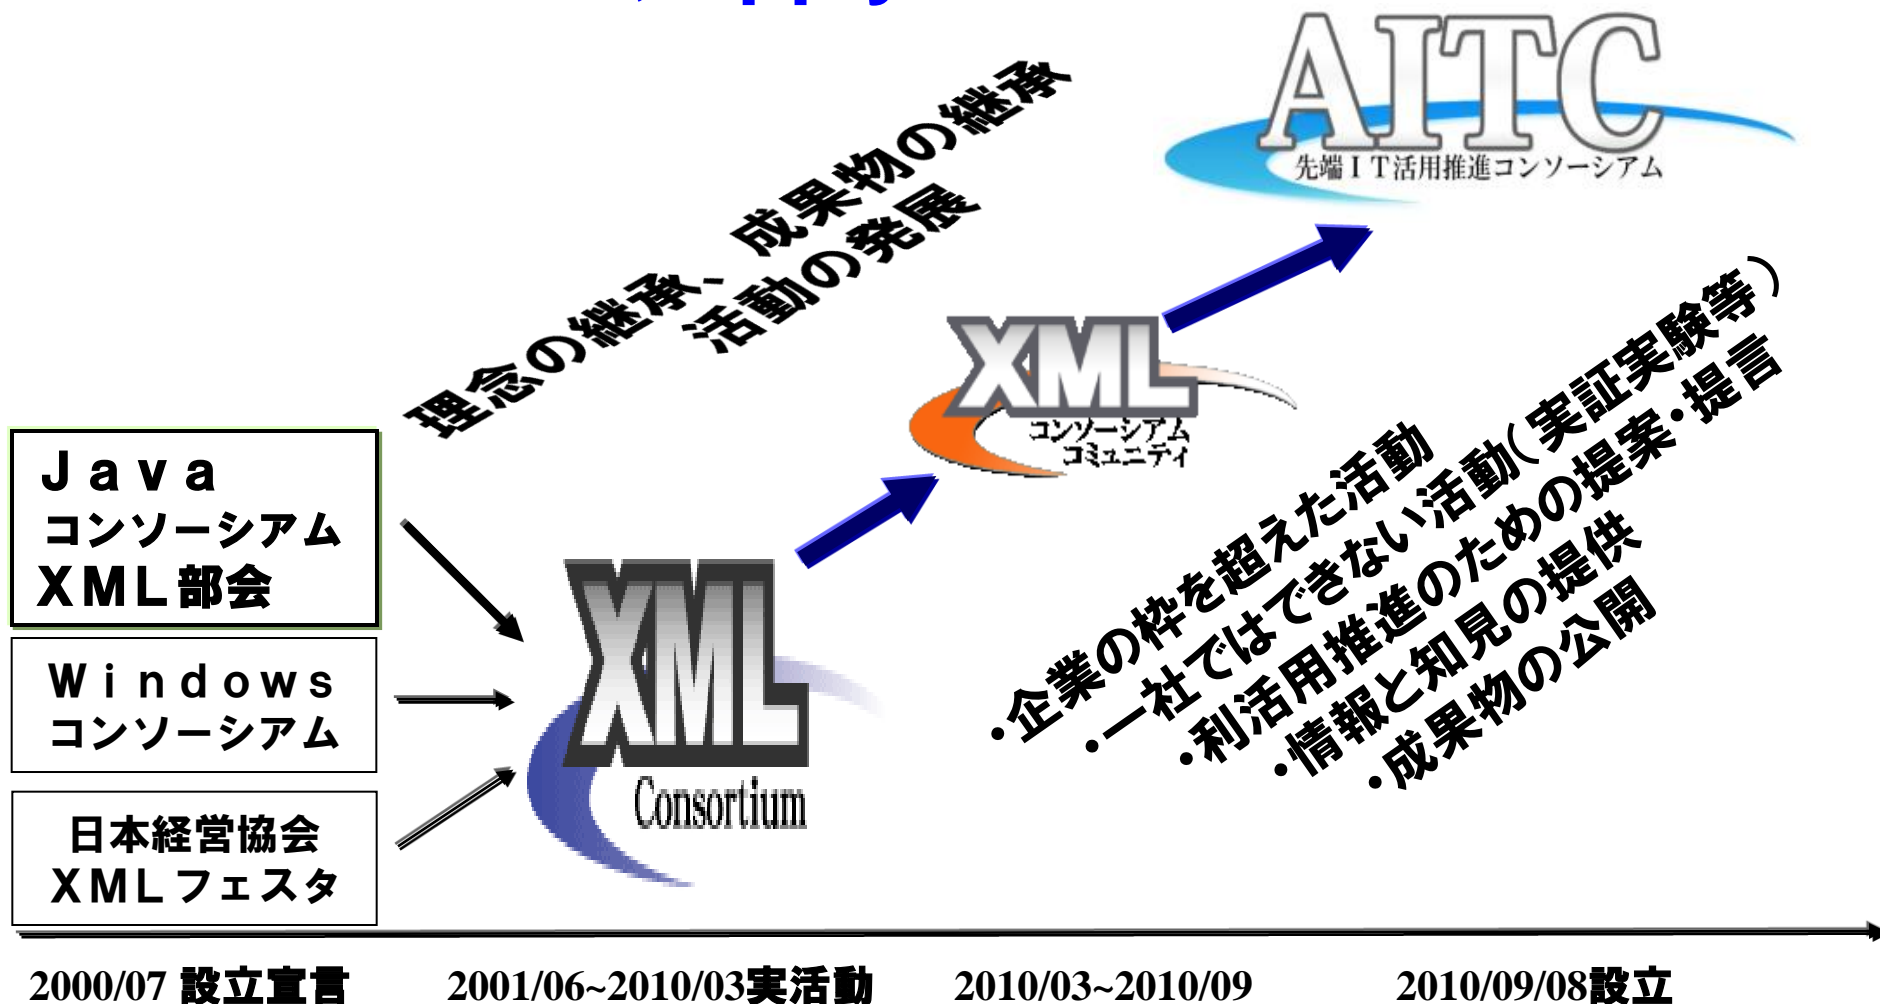 AITC
先端IT活用推進コンソーシアム
理念の継承、成果物の継承
活動の発展
XML
コンソーシアム
コミュニティ
Java
コンソーシアム
XML部会
Windows
コンソーシアム
日本経営協会
XMLフェスタ
XML
Consortium
・企業の枠を超えた活動
・一社ではできない活動(実証実験等)
・利活用推進のための提案・提言
・情報と知見の提供
・成果物の公開
2000/07 設立宣言
2001/06~2010/03実活動
2010/03~2010/09
2010/09/08設立